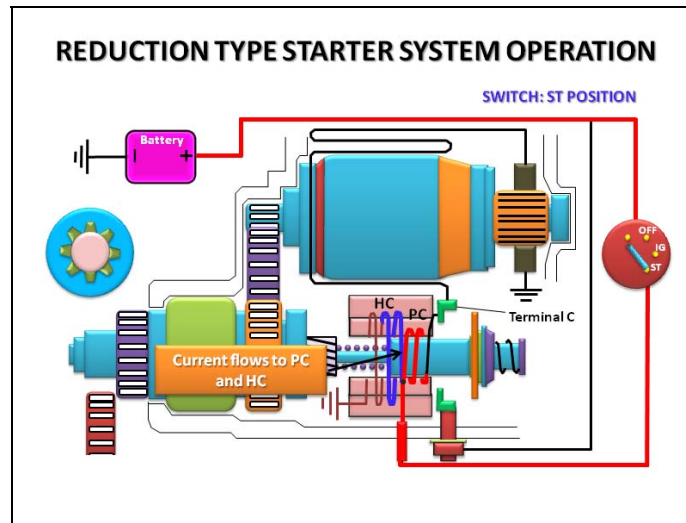 REDUCTION TYPE STARTER SYSTEM OPERATION
SWITCH: ST POSITION
Battery
- +
OFF
IG
ST
HC
PC
Terminal C
Current flows to PC
and HC